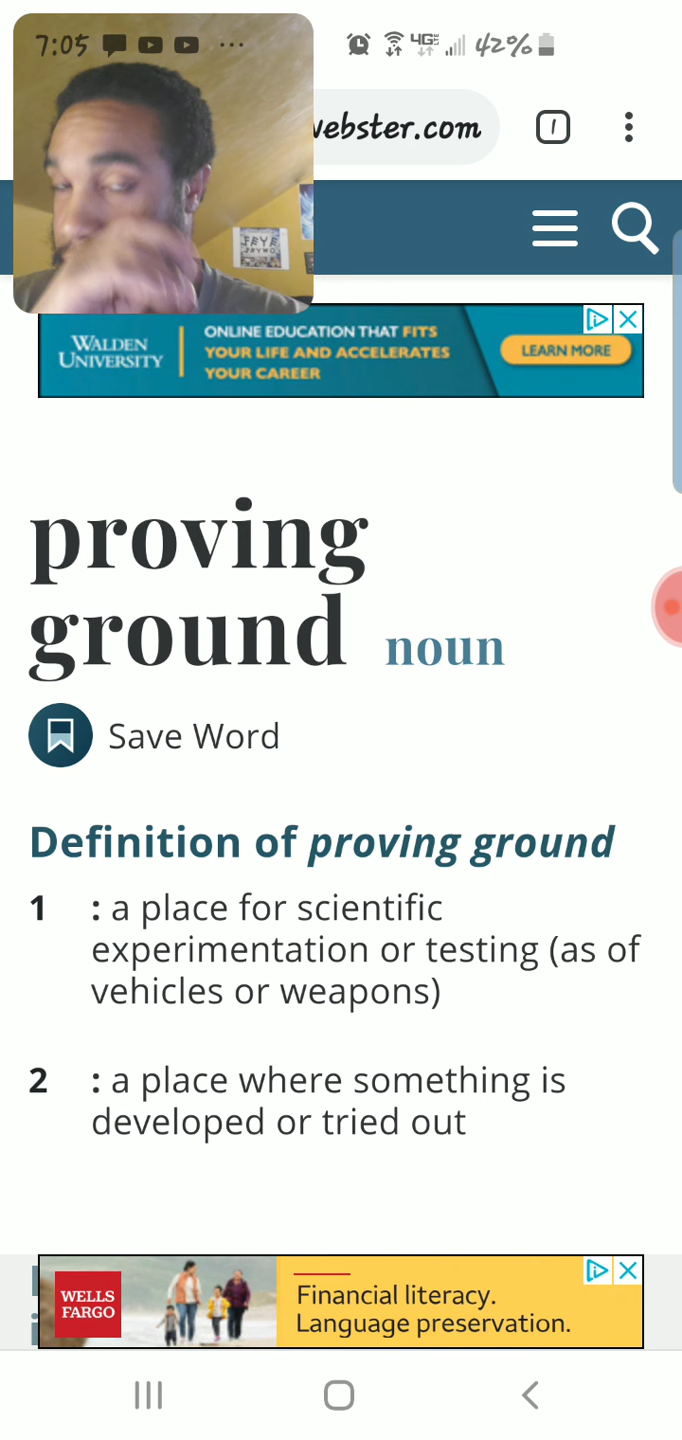 7:05
4GE
42%
webster.com
1
WALDEN
UNIVERSITY
ONLINE EDUCATION THAT FITS
YOUR LIFE AND ACCELERATES
YOUR CAREER
LEARN MORE
proving
ground noun
Save Word
Definition of proving ground
1 : a place for scientific
experimentation or testing (as of
vehicles or weapons)
2 : a place where something is
developed or tried out
WELLS
FARGO
Financial literacy.
Language preservation.